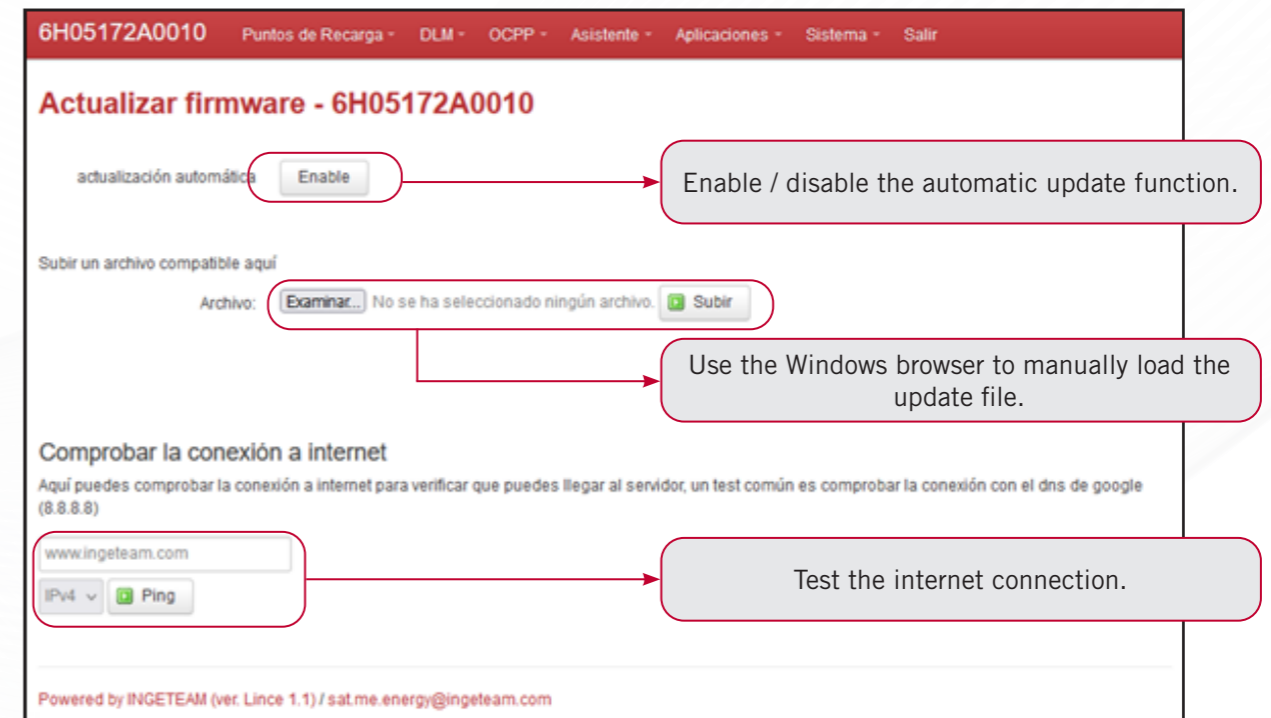 6H05172A0010 Puntos de Recarga DLM OCPP Asistente Aplicaciones Sistema Salir
Actualizar firmware - 6H05172A0010
actualización automática Enable
Enable / disable the automatic update function.
Subir un archivo compatible aquí
Archivo: Examinar... No se ha seleccionado ningún archivo. Subir
Use the Windows browser to manually load the
update file.
Comprobar la conexión a internet
Aquí puedes comprobar la conexión a internet para verificar que puedes llegar al servidor, un test común es comprobar la conexión con el dns de google
(8.8.8.8)
www.ingeteam.com
IPv4 Ping
Test the internet connection.
Powered by INGETEAM (ver. Lince 1.1) / sat.me.energy@ingeteam.com